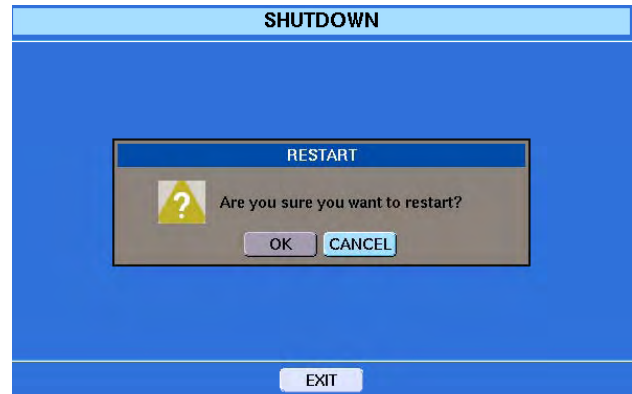 SHUTDOWN
RESTART
?
Are you sure you want to restart?
OK CANCEL
EXIT